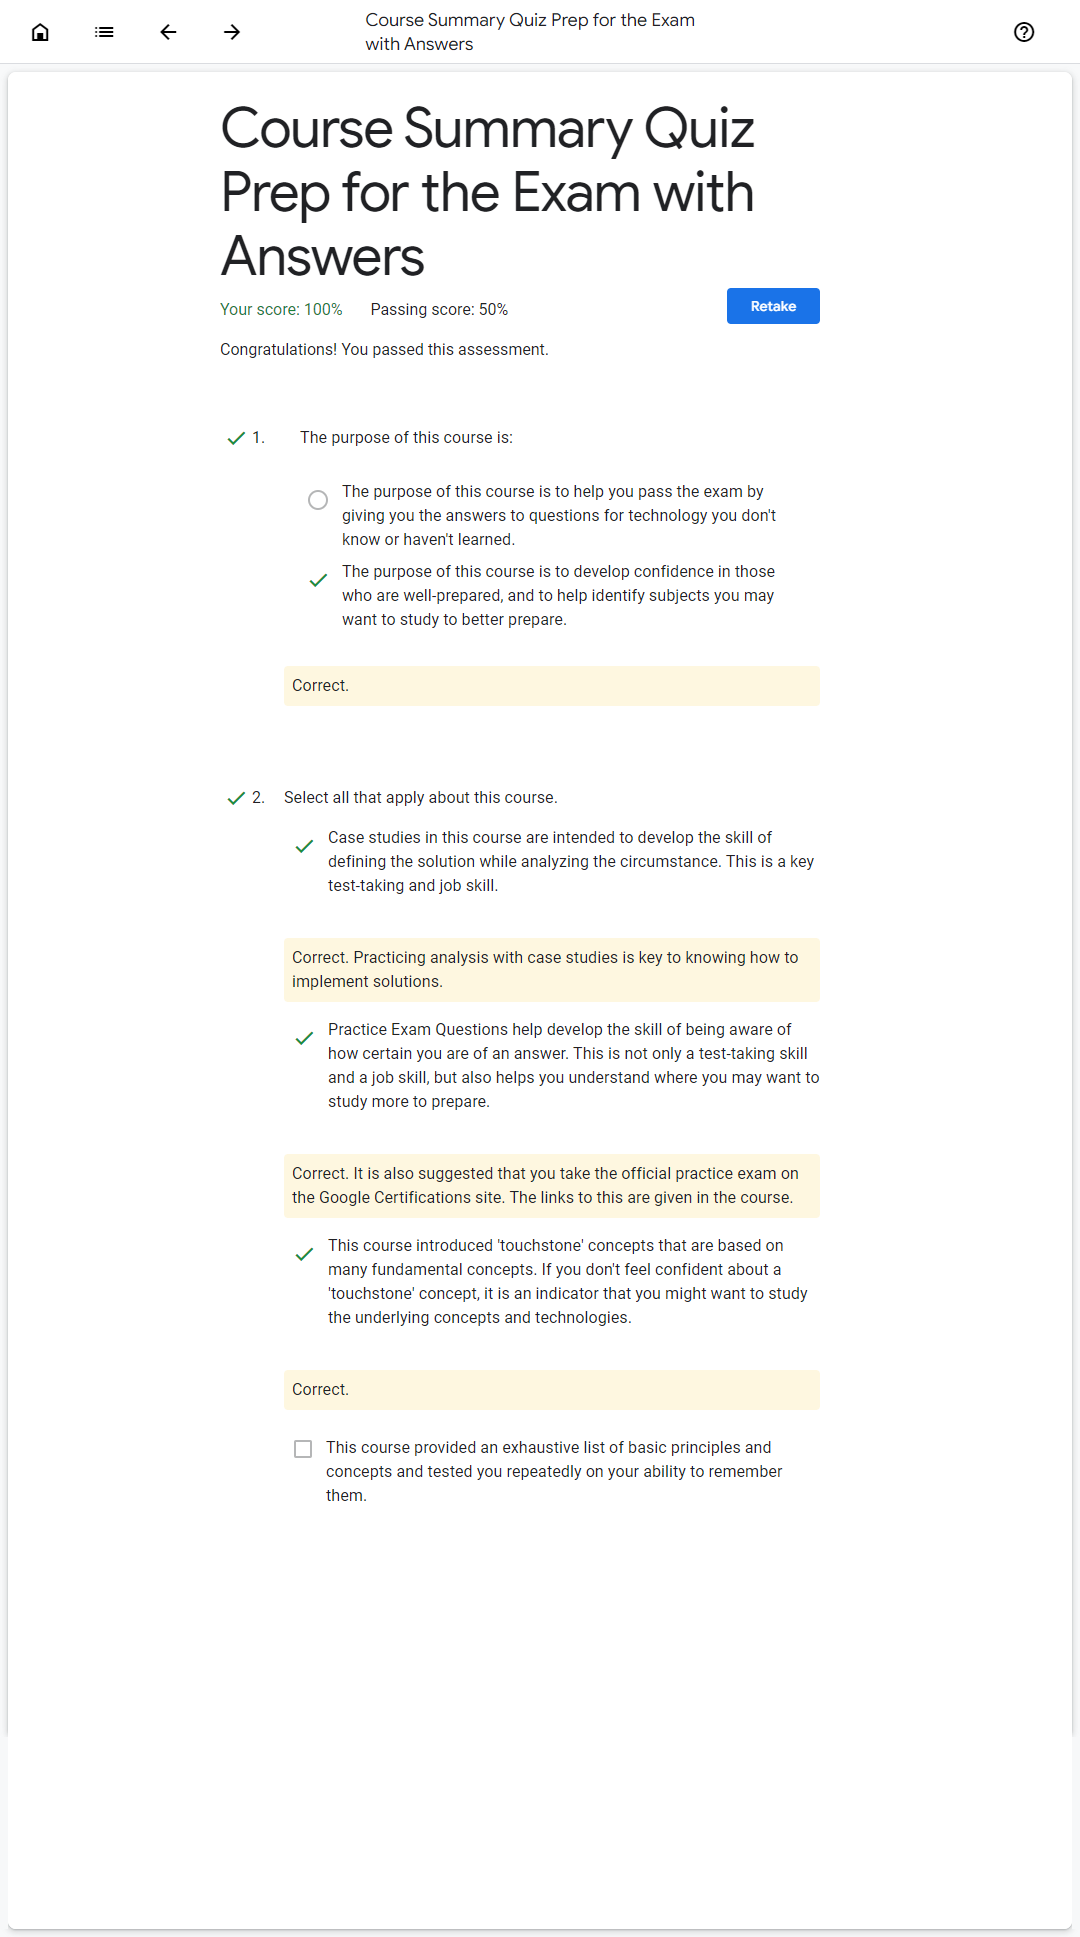 Course Summary Quiz Prep for the Exam
with Answers
Course Summary Quiz
Prep for the Exam with
Answers
Your score: 100% Passing score: 50% Retake
Congratulations! You passed this assessment.
1. The purpose of this course is:
The purpose of this course is to help you pass the exam by
giving you the answers to questions for technology you don't
know or haven't learned.
The purpose of this course is to develop confidence in those
who are well-prepared, and to help identify subjects you may
want to study to better prepare.
Correct.
2. Select all that apply about this course.
Case studies in this course are intended to develop the skill of
defining the solution while analyzing the circumstance. This is a key
test-taking and job skill.
Correct. Practicing analysis with case studies is key to knowing how to
implement solutions.
Practice Exam Questions help develop the skill of being aware of
how certain you are of an answer. This is not only a test-taking skill
and a job skill, but also helps you understand where you may want to
study more to prepare.
Correct. It is also suggested that you take the official practice exam on
the Google Certifications site. The links to this are given in the course.
This course introduced 'touchstone' concepts that are based on
many fundamental concepts. If you don't feel confident about a
'touchstone' concept, it is an indicator that you might want to study
the underlying concepts and technologies.
Correct.
This course provided an exhaustive list of basic principles and
concepts and tested you repeatedly on your ability to remember
them.